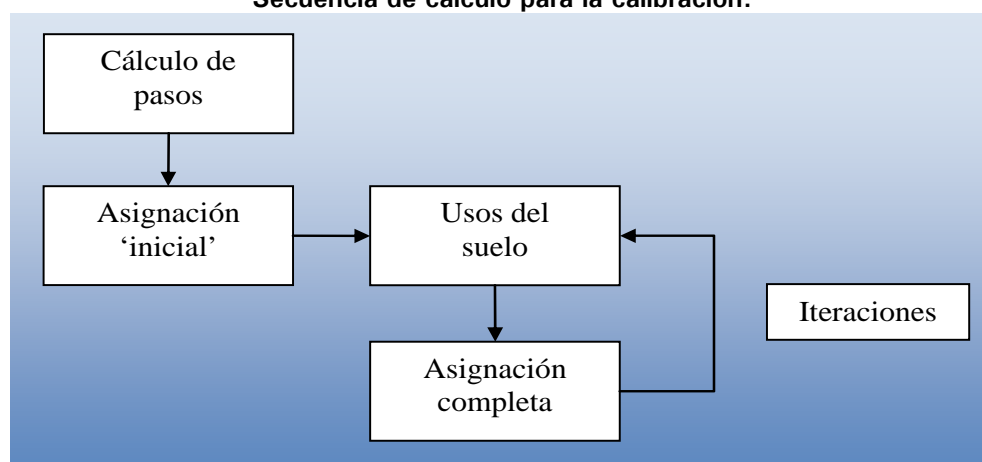 Secuencia de cálculo para la calibración.
Cálculo de
pasos
Asignación
‘inicial’
Usos del
suelo
Iteraciones
Asignación
completa